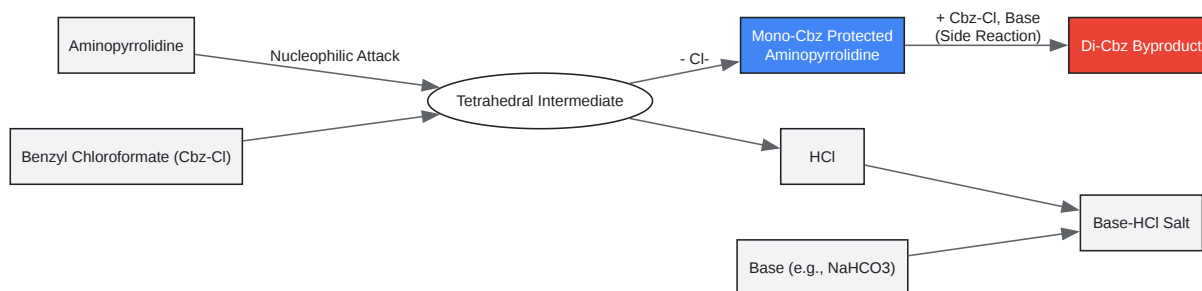 Aminopyrrolidine
Nucleophilic Attack
Benzyl Chloroformate (Cbz-Cl)
Tetrahedral Intermediate
- Cl-
Mono-Cbz Protected
Aminopyrrolidine
+ Cbz-Cl, Base
(Side Reaction)
Di-Cbz Byproduct
HCl
Base (e.g., NaHCO3)
Base-HCl Salt